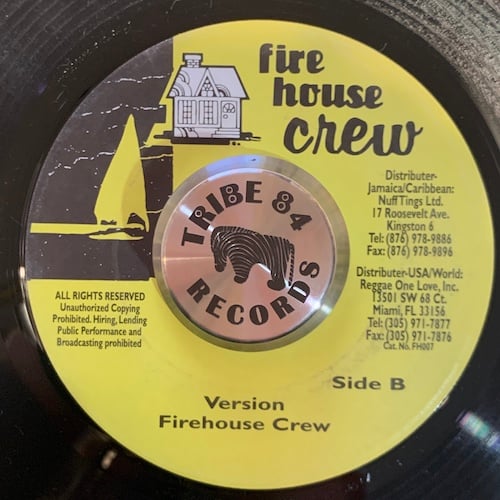 fire
house
crew
TRIBE 84
RECORDS
Distributer-
Jamaica/Caribbean:
NuffTings Ltd.
17 Roosevelt Ave.
Kingston 6
Tel: (876) 978-9886
Fax: (876) 978-9896
Distributer-USA/World:
Reggae One Love, Inc.
13501 SW 68 Ct.
Miami, FL 33156
Tel: (305) 971-7877
Fax: (305) 971-7876
Cat. No. FH007
ALL RIGHTS RESERVED
Unauthorized Copying
Prohibited. Hiring, Lending
Public Performance and
Broadcasting prohibited
Side B
Version
Firehouse Crew